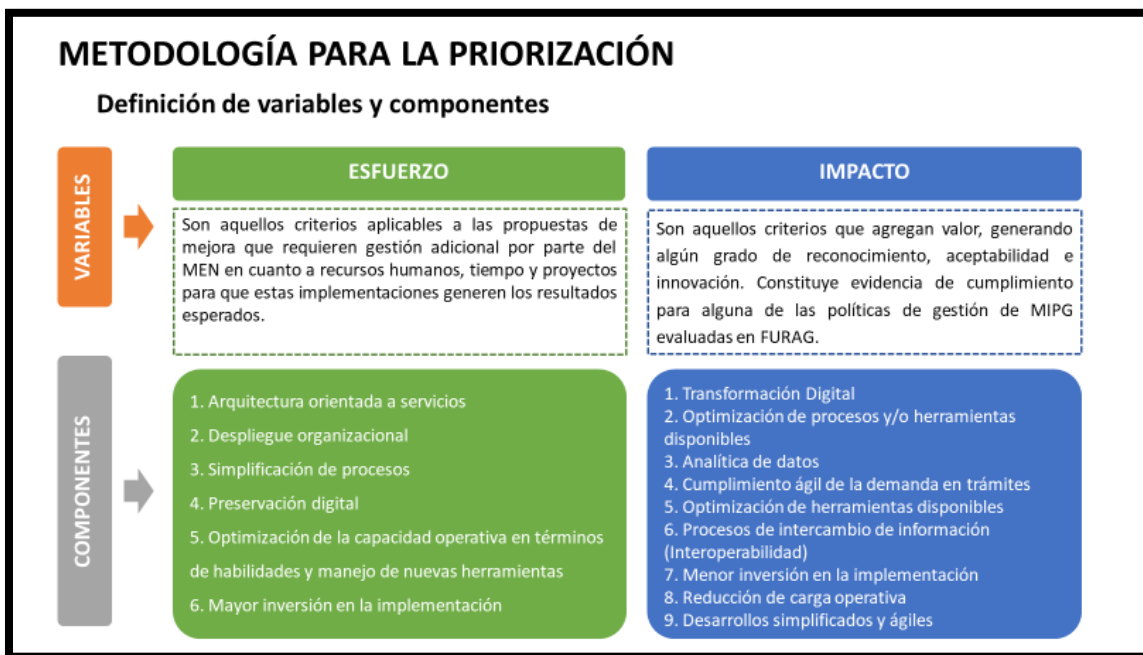 METODOLOGÍA PARA LA PRIORIZACIÓN
Definición de variables y componentes
VARIABLES
ESFUERZO
Son aquellos criterios aplicables a las propuestas de
mejora que requieren gestión adicional por parte del
MEN en cuanto a recursos humanos, tiempo y proyectos
para que estas implementaciones generen los resultados
esperados.
IMPACTO
Son aquellos criterios que agregan valor, generando
algún grado de reconocimiento, aceptabilidad e
innovación. Constituye evidencia de cumplimiento
para alguna de las políticas de gestión de MIPG
evaluadas en FURAG.
COMPONENTES
1. Arquitectura orientada a servicios
2. Despliegue organizacional
3. Simplificación de procesos
4. Preservación digital
5. Optimización de la capacidad operativa en términos
de habilidades y manejo de nuevas herramientas
6. Mayor inversión en la implementación
1. Transformación Digital
2. Optimización de procesos y/o herramientas
disponibles
3. Analítica de datos
4. Cumplimiento ágil de la demanda en trámites
5. Optimización de herramientas disponibles
6. Procesos de intercambio de información
(Interoperabilidad)
7. Menor inversión en la implementación
8. Reducción de carga operativa
9. Desarrollos simplificados y ágiles